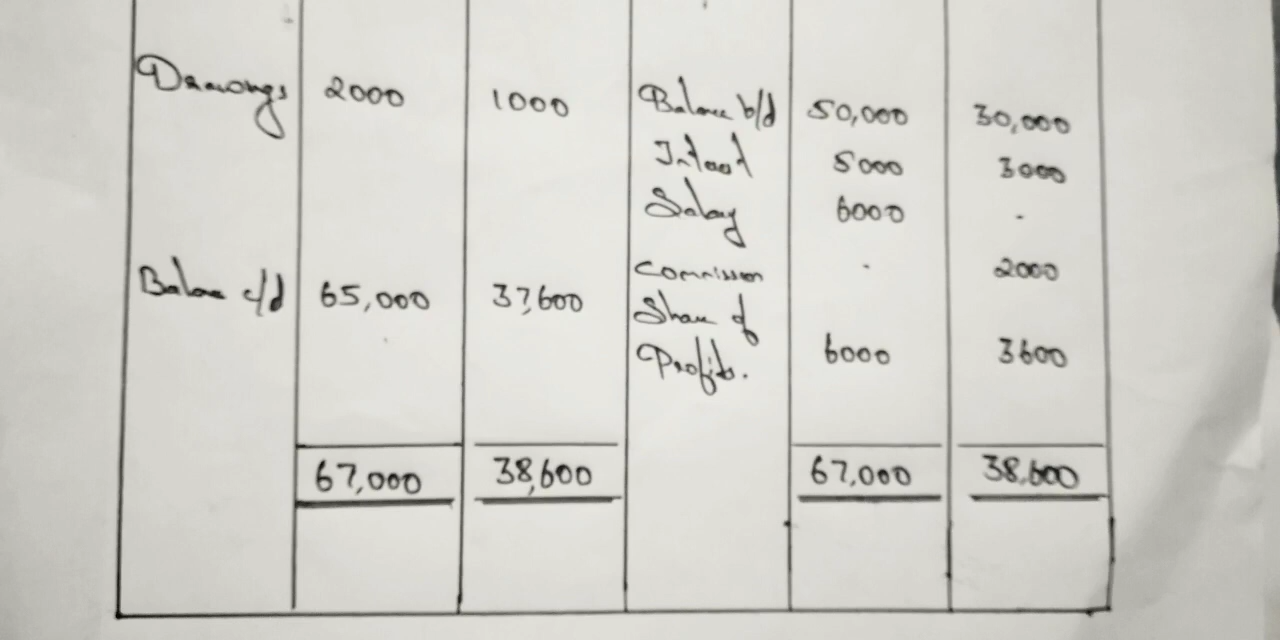 Drawings 2000 1000 Balance b/d 50,000 30,000
Interest 5000 3000
Salary 6000 -
Commission - 2000
Balance c/d 65,000 37,600 Share of
Profits. 6000 3600
67,000 38,600 67,000 38,600